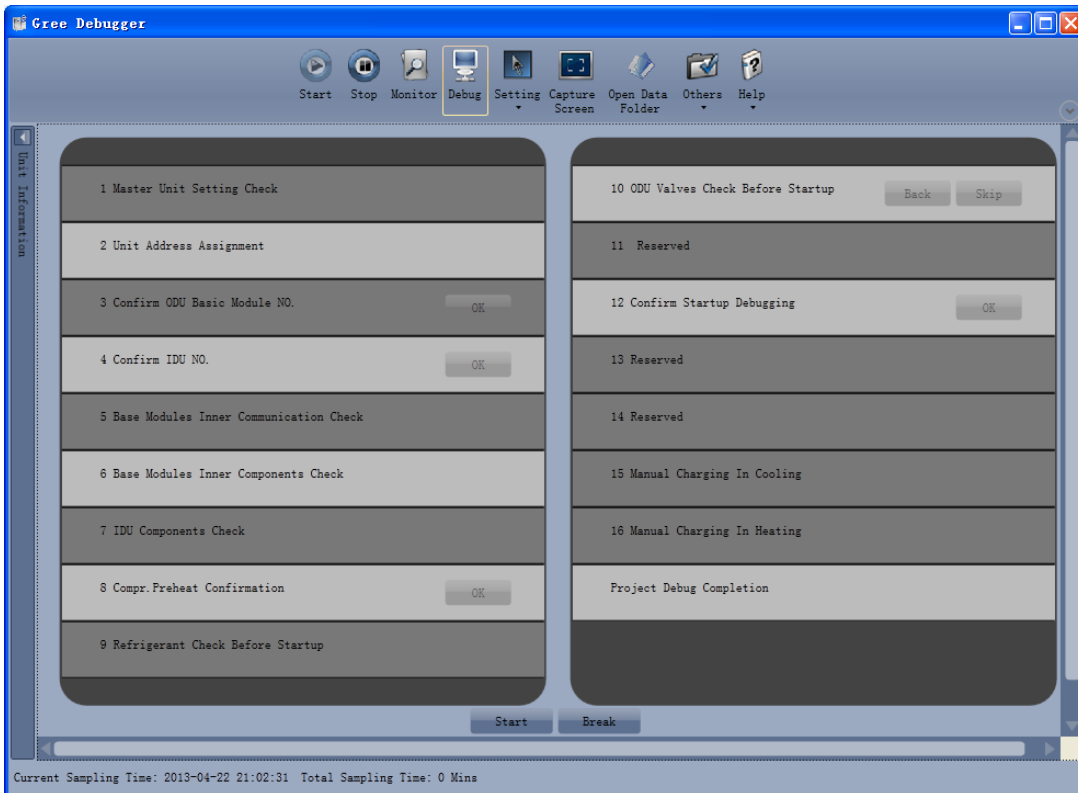 Gree Debugger
Start Stop Monitor Debug Setting Capture Screen Open Data Folder Others Help
Unit Information
1 Master Unit Setting Check
2 Unit Address Assignment
3 Confirm ODU Basic Module NO. OK
4 Confirm IDU NO. OK
5 Base Modules Inner Communication Check
6 Base Modules Inner Components Check
7 IDU Components Check
8 Compr.Preheat Confirmation OK
9 Refrigerant Check Before Startup
10 ODU Valves Check Before Startup Back Skip
11 Reserved
12 Confirm Startup Debugging OK
13 Reserved
14 Reserved
15 Manual Charging In Cooling
16 Manual Charging In Heating
Project Debug Completion
Start Break
Current Sampling Time: 2013-04-22 21:02:31 Total Sampling Time: 0 Mins